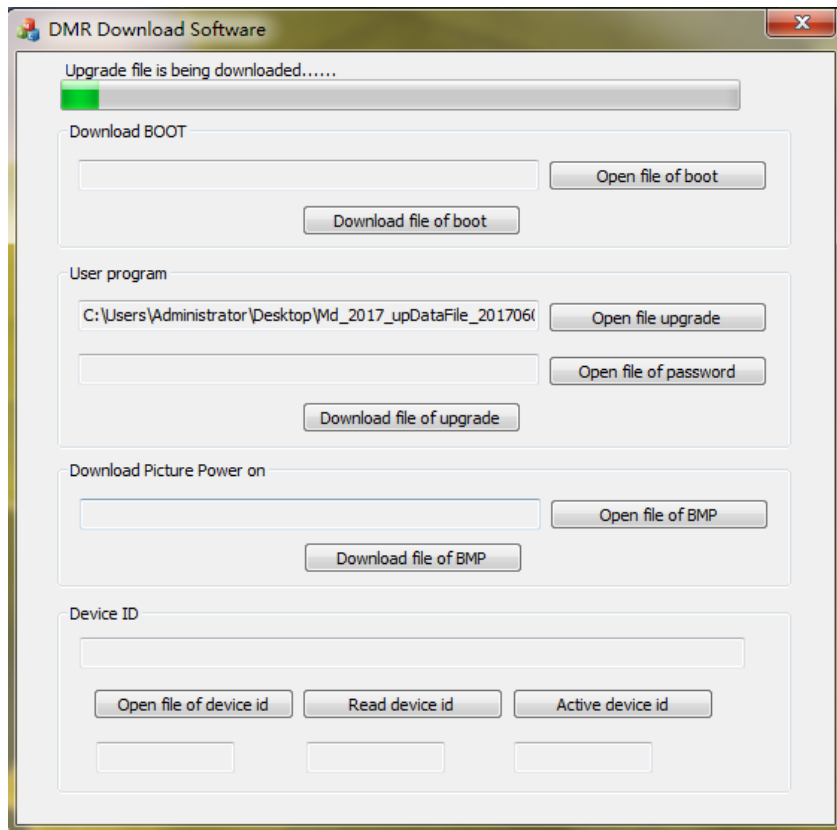 DMR Download Software
Upgrade file is being downloaded......
Download BOOT
Open file of boot
Download file of boot
User program
C:\Users\Administrator\Desktop\Md_2017_upDataFile_201706(
Open file upgrade
Open file of password
Download file of upgrade
Download Picture Power on
Open file of BMP
Download file of BMP
Device ID
Open file of device id
Read device id
Active device id